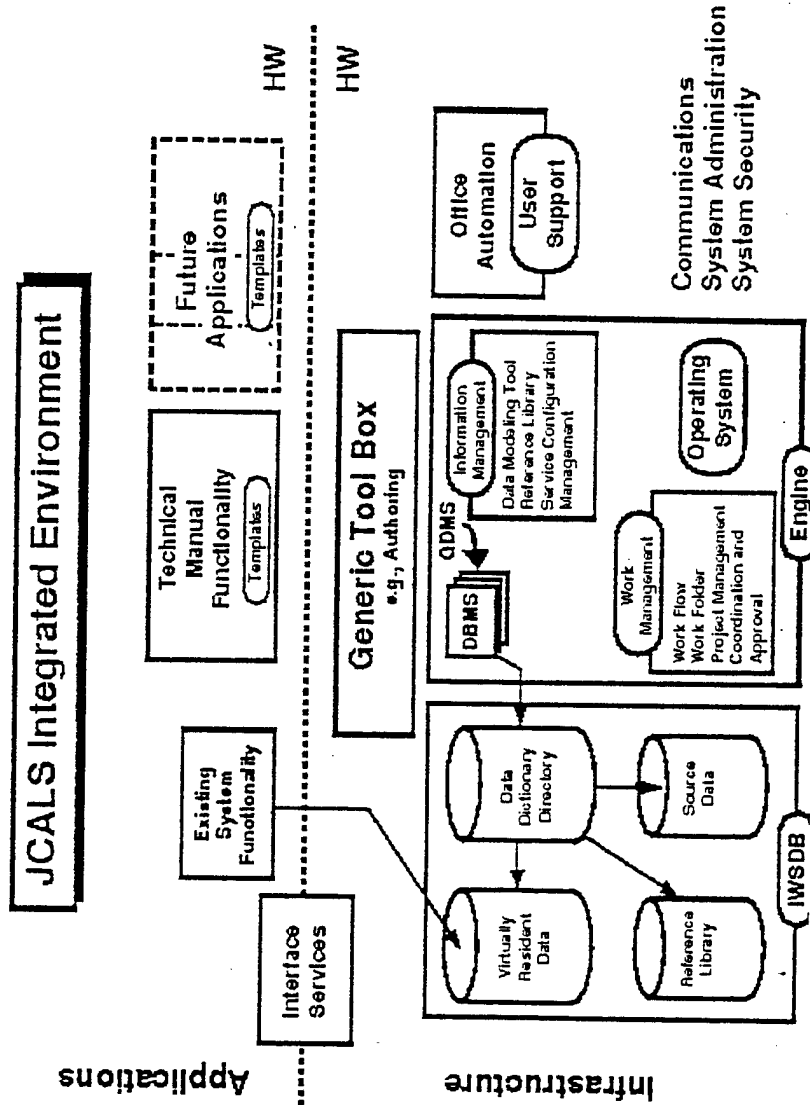 JCALS Integrated Environment
Applications
Existing
System
Functionality
Technical
Manual
Functionality
Templates
Future
Applications
Templates
HW
Interface
Services
HW
Infrastructure
Generic Tool Box
e.g., Authoring
Virtually
Resident
Data
Data
Dictionary
Directory
Reference
Library
Source
Data
IWSDB
DBMS
QDMS
Information
Management
Data Modeling Tool
Reference Library
Service Configuration
Management
Work
Management
Work Flow
Work Folder
Project Management
Coordination and
Approval
Operating
System
Engine
Office
Automation
User
Support
Communications
System Administration
System Security